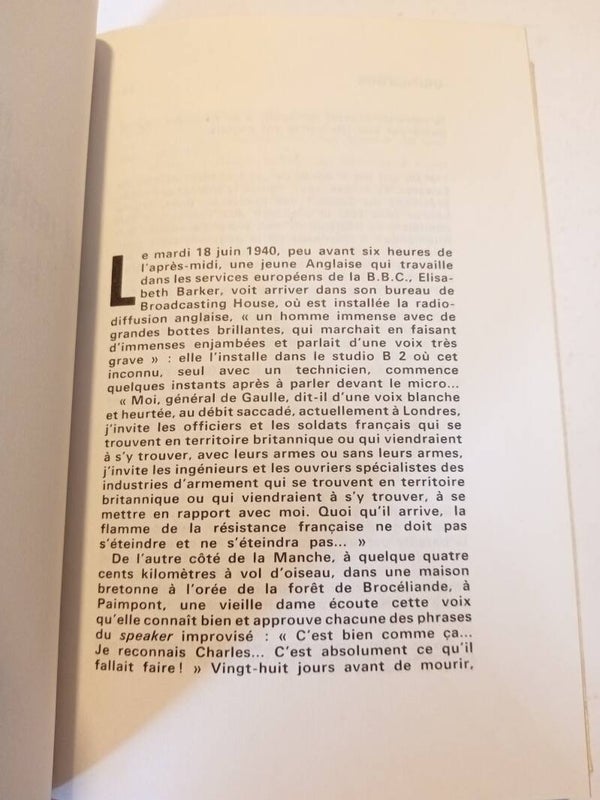 Le mardi 18 juin 1940, peu avant six heures de
l'après-midi, une jeune Anglaise qui travaille
dans les services européens de la B.B.C., Elisa-
beth Barker, voit arriver dans son bureau de
Broadcasting House, où est installée la radio-
diffusion anglaise, « un homme immense avec de
grandes bottes brillantes, qui marchait en faisant
d'immenses enjambées et parlait d'une voix très
grave » : elle l'installe dans le studio B 2 où cet
inconnu, seul avec un technicien, commence
quelques instants après à parler devant le micro...
« Moi, général de Gaulle, dit-il d'une voix blanche
et heurtée, au débit saccadé, actuellement à Londres,
j'invite les officiers et les soldats français qui se
trouvent en territoire britannique ou qui viendraient
à s'y trouver, avec leurs armes ou sans leurs armes,
j'invite les ingénieurs et les ouvriers spécialistes des
industries d'armement qui se trouvent en territoire
britannique ou qui viendraient à s'y trouver, à se
mettre en rapport avec moi. Quoi qu'il arrive, la
flamme de la résistance française ne doit pas
s'éteindre et ne s'éteindra pas... »
De l'autre côté de la Manche, à quelque quatre
cents kilomètres à vol d'oiseau, dans une maison
bretonne à l'orée de la forêt de Brocéliande, à
Paimpont, une vieille dame écoute cette voix
qu'elle connaît bien et approuve chacune des phrases
du speaker improvisé : « C'est bien comme ça...
Je reconnais Charles... C'est absolument ce qu'il
fallait faire! » Vingt-huit jours avant de mourir,